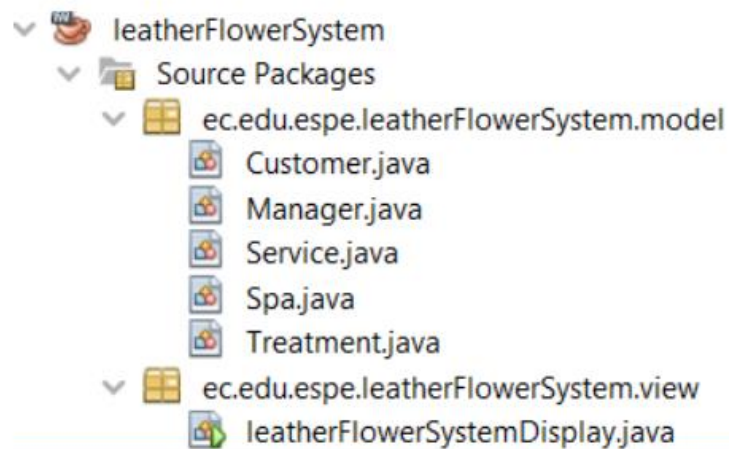 leatherFlowerSystem
Source Packages
ec.edu.espe.leatherFlowerSystem.model
Customer.java
Manager.java
Service.java
Spa.java
Treatment.java
ec.edu.espe.leatherFlowerSystem.view
leatherFlowerSystemDisplay.java